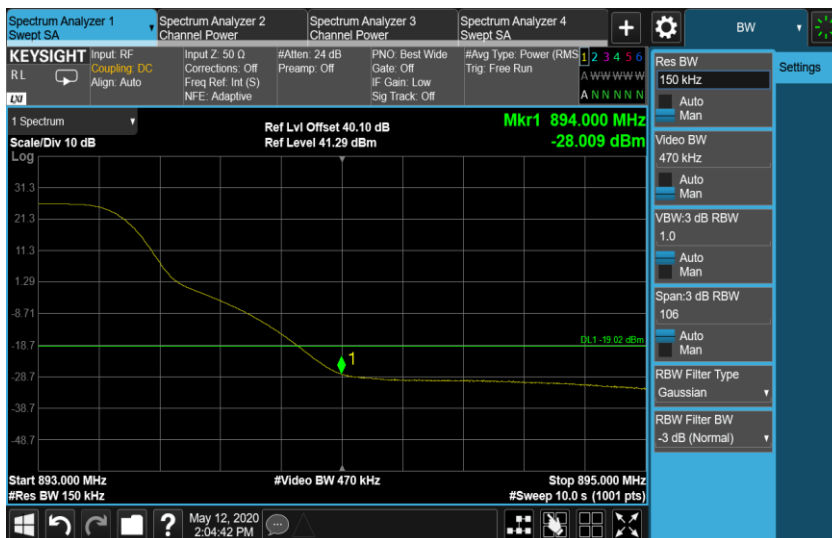 Spectrum Analyzer 1
Swept SA
Spectrum Analyzer 2
Channel Power
Spectrum Analyzer 3
Channel Power
Spectrum Analyzer 4
Swept SA
+
BW
KEYSIGHT
RL
LXI
Input: RF
Coupling: DC
Align: Auto
Input Z: 50 Ω
Corrections: Off
Freq Ref: Int (S)
NFE: Adaptive
#Atten: 24 dB
Preamp: Off
PNO: Best Wide
Gate: Off
IF Gain: Low
Sig Track: Off
#Avg Type: Power (RMS
Trig: Free Run
1 2 3 4 5 6
A W W W W W
A N N N N N
1 Spectrum
Scale/Div 10 dB
Log
Ref Lvl Offset 40.10 dB
Ref Level 41.29 dBm
Mkr1 894.000 MHz
-28.009 dBm
31.3
21.3
11.3
1.29
-8.71
-18.7
-28.7
-38.7
-48.7
DL1 -19.02 dBm
1
Start 893.000 MHz
#Res BW 150 kHz
#Video BW 470 kHz
Stop 895.000 MHz
#Sweep 10.0 s (1001 pts)
?
May 12, 2020
2:04:42 PM
Res BW
150 kHz
Auto
Man
Video BW
470 kHz
Auto
Man
VBW:3 dB RBW
1.0
Auto
Man
Span:3 dB RBW
106
Auto
Man
RBW Filter Type
Gaussian
RBW Filter BW
-3 dB (Normal)
Settings